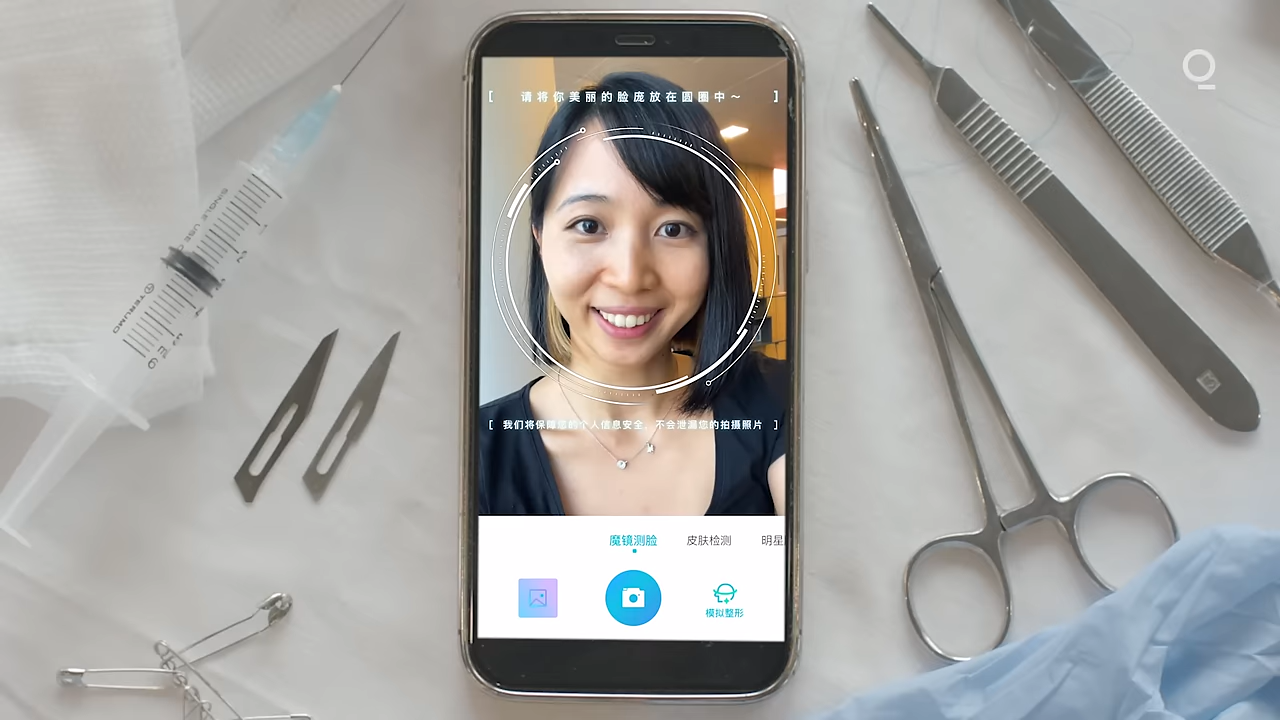 [ 请将你美丽的脸庞放在圆圈中～ ]
[ 我们将保障您的个人信息安全，不会泄漏您的拍摄照片 ]
魔镜测脸 皮肤检测 明星
模拟整形
SINGLE USE
TERUMO